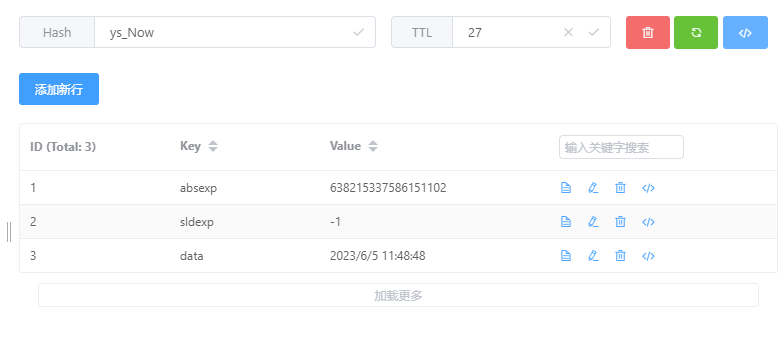 Hash ys_Now TTL 27
添加新行
ID (Total: 3) Key Value 输入关键字搜索
1 absexp 638215337586151102
2 sldexp -1
3 data 2023/6/5 11:48:48
加载更多